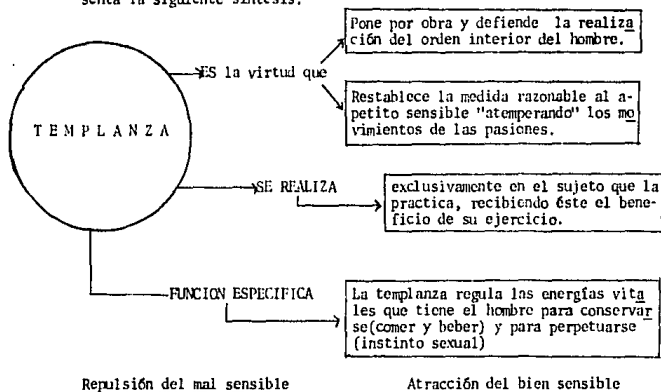 senta la siguiente síntesis.
Pone por obra y defiende la realiza
ción del orden interior del hombre.
ES la virtud que
Restablece la medida razonable al a-
petito sensible "atemperando" los mo
vimientos de las pasiones.
TEMPLANZA
SE REALIZA
exclusivamente en el sujeto que la
practica, recibiendo éste el bene-
ficio de su ejercicio.
FUNCION ESPECIFICA
La templanza regula las energías vita
les que tiene el hombre para conservar
se(comer y beber) y para perpetuarse
(instinto sexual)
Repulsión del mal sensible
Atracción del bien sensible